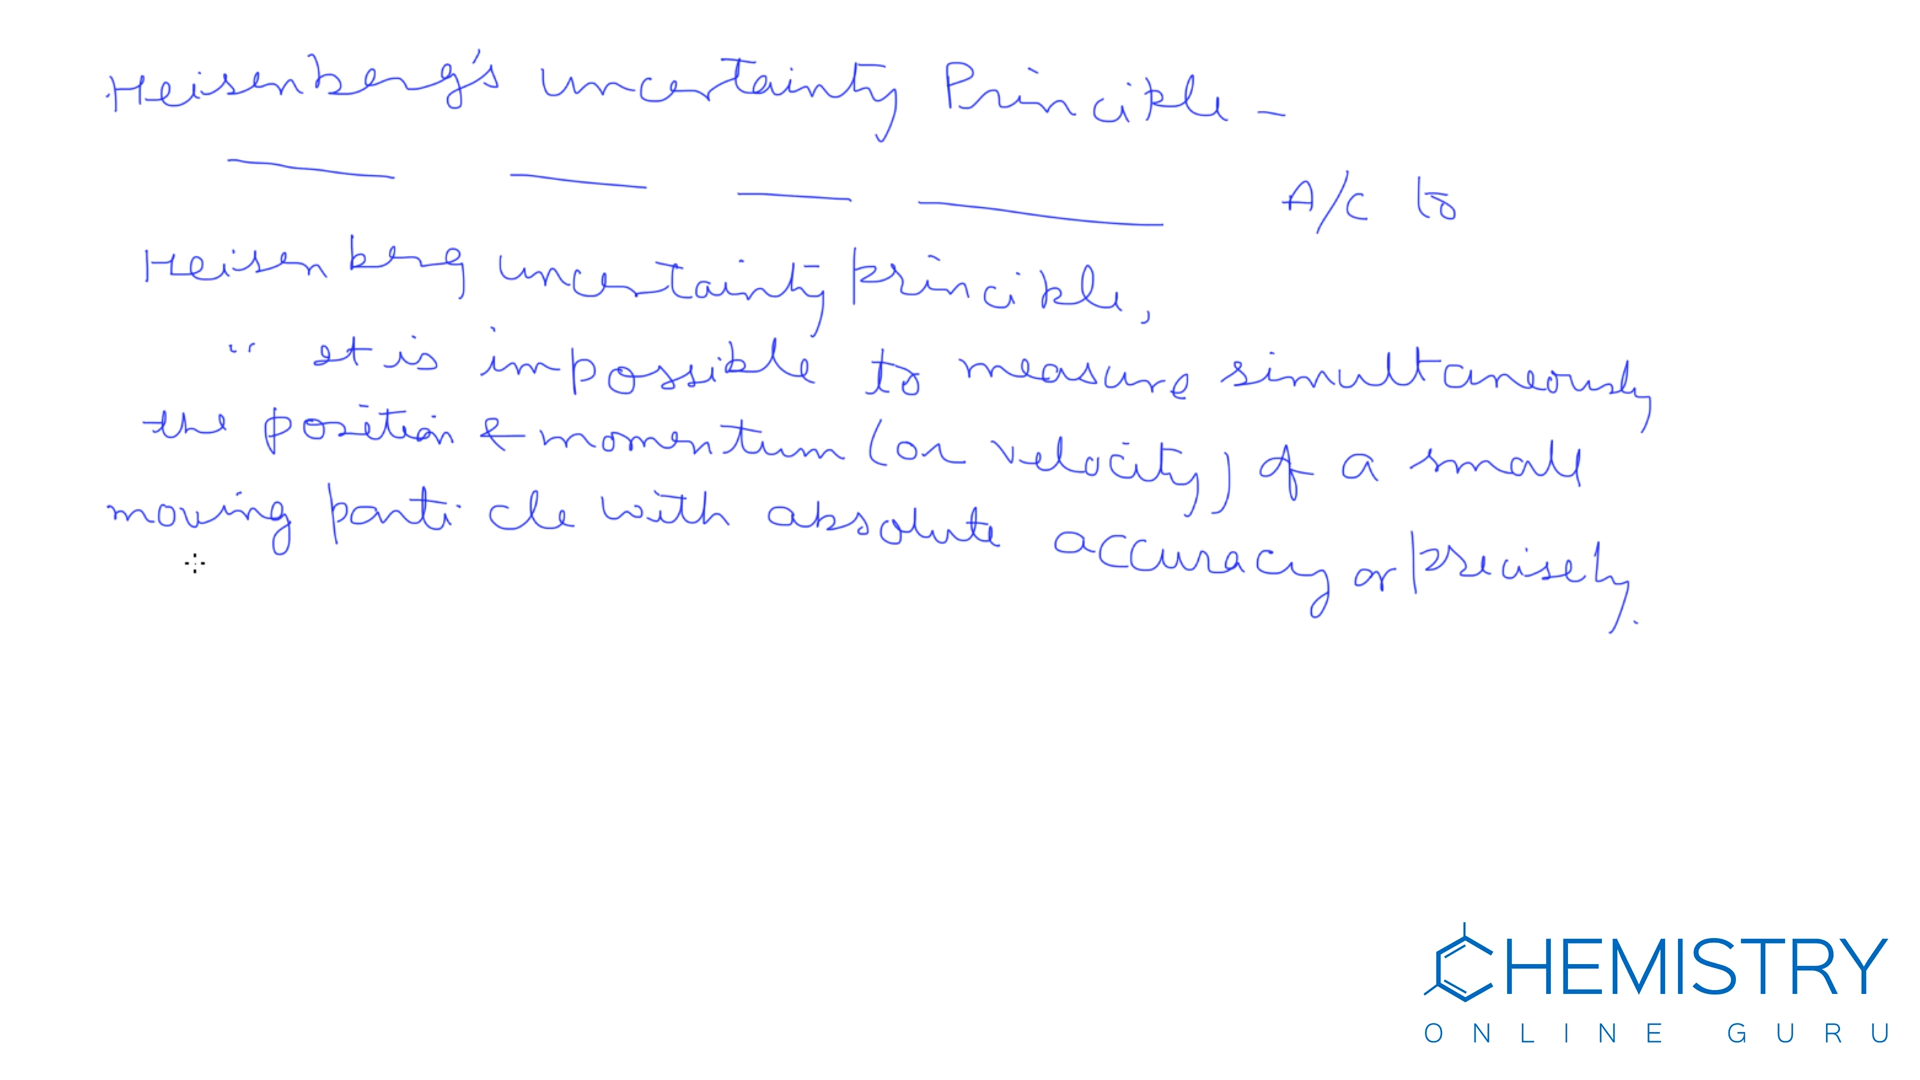 Heisenberg's uncertainty Principle -
A/C to
Heisenberg uncertainty principle,
" It is impossible to measure simultaneously
the position & momentum (or velocity) of a small
moving particle with absolute accuracy or precisely.
CHEMISTRY
ONLINE GURU